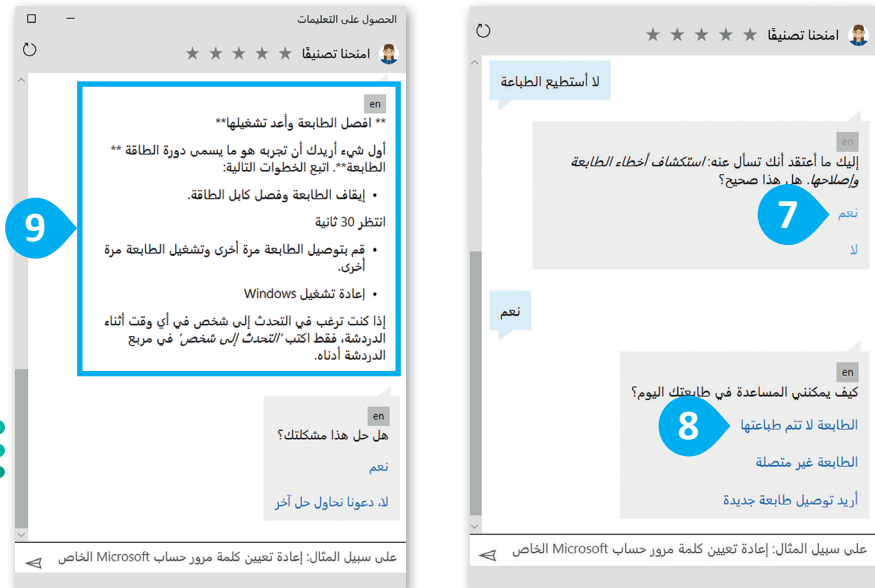 امنحنا تصنيفًا
لا أستطيع الطباعة
en
إليك ما أعتقد أنك تسأل عنه: استكشاف أخطاء الطابعة
وإصلاحها. هل هذا صحيح؟
7
نعم
لا
نعم
en
كيف يمكنني المساعدة في طابعتك اليوم؟
8
الطابعة لا تتم طباعتها
الطابعة غير متصلة
أريد توصيل طابعة جديدة
على سبيل المثال: إعادة تعيين كلمة مرور حساب Microsoft الخاص
الحصول على التعليمات
امنحنا تصنيفًا
en
** افصل الطابعة وأعد تشغيلها**
أول شيء أريدك أن تجربه هو ما يسمى دورة الطاقة **
الطابعة**. اتبع الخطوات التالية:
• إيقاف الطابعة وفصل كابل الطاقة.
9
انتظر 30 ثانية
• قم بتوصيل الطابعة مرة أخرى وتشغيل الطابعة مرة
أخرى.
• إعادة تشغيل Windows
إذا كنت ترغب في التحدث إلى شخص في أي وقت أثناء
الدردشة، فقط اكتب 'التحدث إلى شخص' في مربع
الدردشة أدناه.
en
هل حل هذا مشكلتك؟
نعم
لا، دعونا نحاول حل آخر
على سبيل المثال: إعادة تعيين كلمة مرور حساب Microsoft الخاص